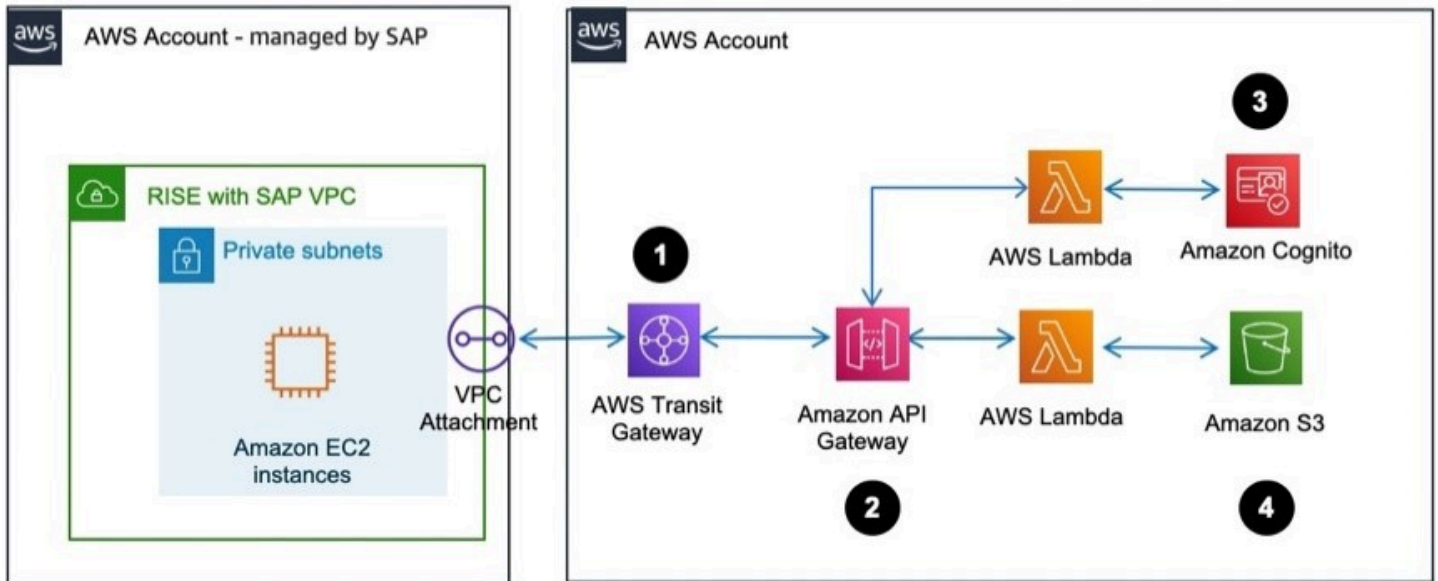 aws
AWS Account - managed by SAP
aws
AWS Account
3
RISE with SAP VPC
Private subnets
1
AWS Lambda
Amazon Cognito
VPC
Attachment
AWS Transit
Gateway
Amazon API
Gateway
</>
AWS Lambda
Amazon S3
Amazon EC2
instances
2
4